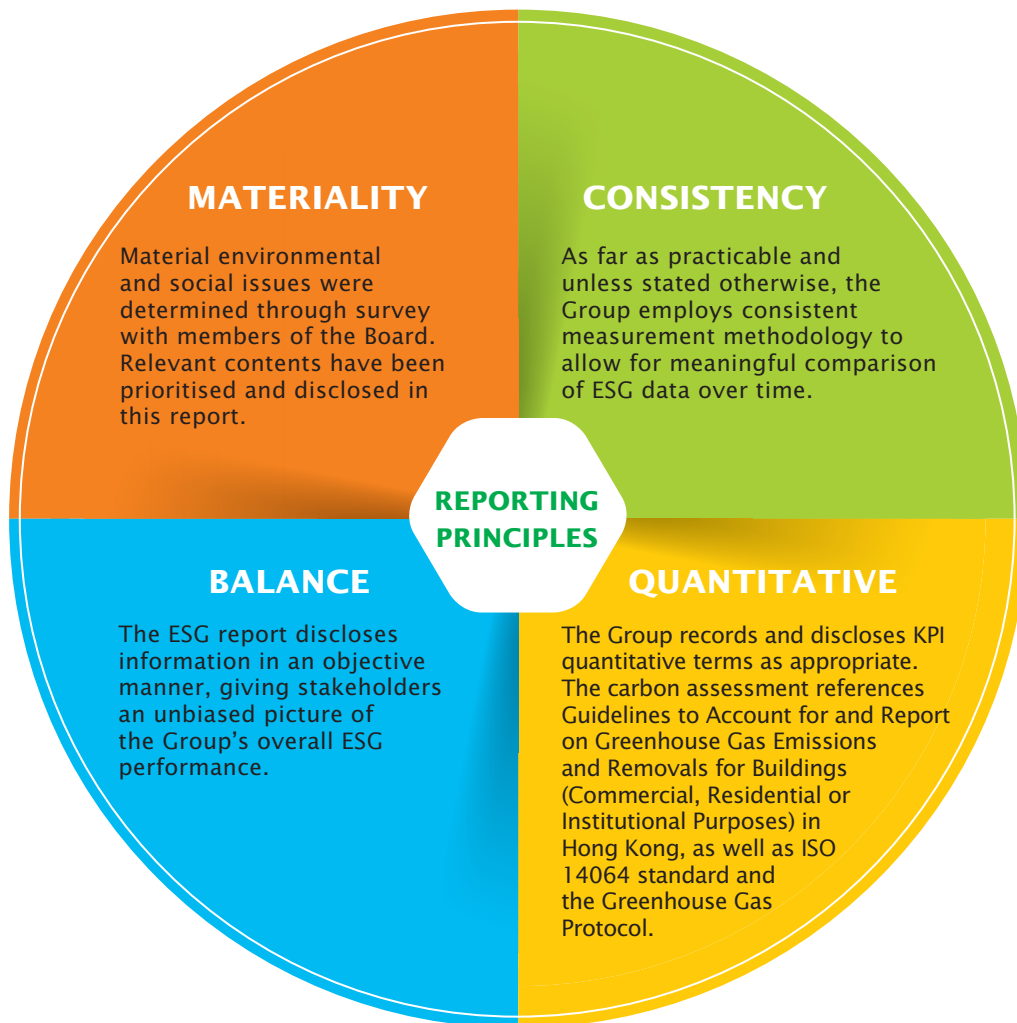 MATERIALITY
Material environmental
and social issues were
determined through survey
with members of the Board.
Relevant contents have been
prioritised and disclosed in
this report.
CONSISTENCY
As far as practicable and
unless stated otherwise, the
Group employs consistent
measurement methodology to
allow for meaningful comparison
of ESG data over time.
REPORTING
PRINCIPLES
BALANCE
The ESG report discloses
information in an objective
manner, giving stakeholders
an unbiased picture of
the Group’s overall ESG
performance.
QUANTITATIVE
The Group records and discloses KPI
quantitative terms as appropriate.
The carbon assessment references
Guidelines to Account for and Report
on Greenhouse Gas Emissions
and Removals for Buildings
(Commercial, Residential or
Institutional Purposes) in
Hong Kong, as well as ISO
14064 standard and
the Greenhouse Gas
Protocol.